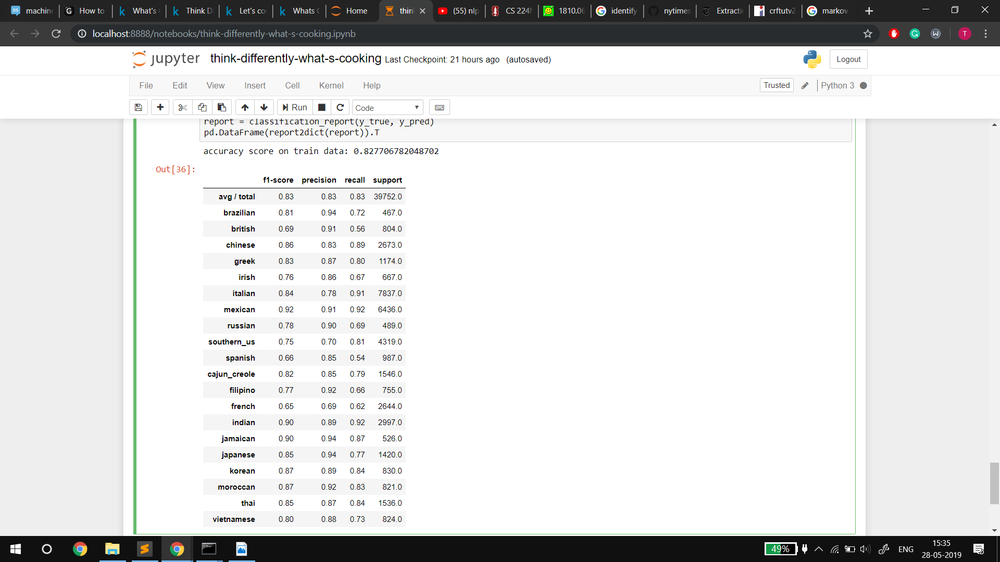 machine
How to
What's
Think D
Let's co
Whats
Home
thin
(55) nlp
CS 224N
1810.06
identify
nytimes
Extracti
crftutv2
markov
localhost:8888/notebooks/think-differently-what-s-cooking.ipynb
T
jupyter think-differently-what-s-cooking Last Checkpoint: 21 hours ago (autosaved)
Logout
File Edit View Insert Cell Kernel Help
Trusted Python 3
Run Code
report = classification_report(y_true, y_pred)
pd.DataFrame(report2dict(report)).T
accuracy score on train data: 0.827706782048702
Out[36]:
f1-score precision recall support
avg / total 0.83 0.83 0.83 39752.0
brazilian 0.81 0.94 0.72 467.0
british 0.69 0.91 0.56 804.0
chinese 0.86 0.83 0.89 2673.0
greek 0.83 0.87 0.80 1174.0
irish 0.76 0.86 0.67 667.0
italian 0.84 0.78 0.91 7837.0
mexican 0.92 0.91 0.92 6436.0
russian 0.78 0.90 0.69 489.0
southern_us 0.75 0.70 0.81 4319.0
spanish 0.66 0.85 0.54 987.0
cajun_creole 0.82 0.85 0.79 1546.0
filipino 0.77 0.92 0.66 755.0
french 0.65 0.69 0.62 2644.0
indian 0.90 0.89 0.92 2997.0
jamaican 0.90 0.94 0.87 526.0
japanese 0.85 0.94 0.77 1420.0
korean 0.87 0.89 0.84 830.0
moroccan 0.87 0.92 0.83 821.0
thai 0.85 0.87 0.84 1536.0
vietnamese 0.80 0.88 0.73 824.0
49%
ENG
15:35
28-05-2019